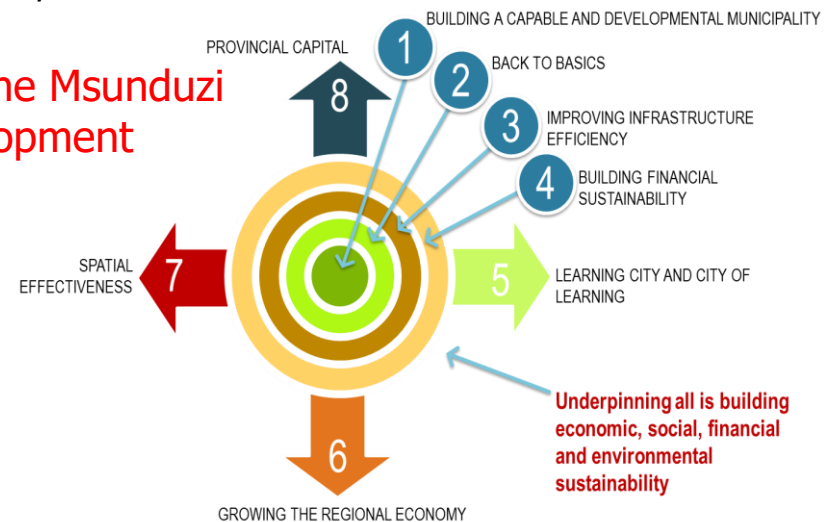 BUILDING A CAPABLE AND DEVELOPMENTAL MUNICIPALITY
PROVINCIAL CAPITAL
1
BACK TO BASICS
2
Msunduzi
8
3
IMPROVING INFRASTRUCTURE
EFFICIENCY
4
BUILDING FINANCIAL
SUSTAINABILITY
SPATIAL
EFFECTIVENESS
7
5
LEARNING CITY AND CITY OF
LEARNING
Underpinning all is building
economic, social, financial
and environmental
sustainability
6
GROWING THE REGIONAL ECONOMY